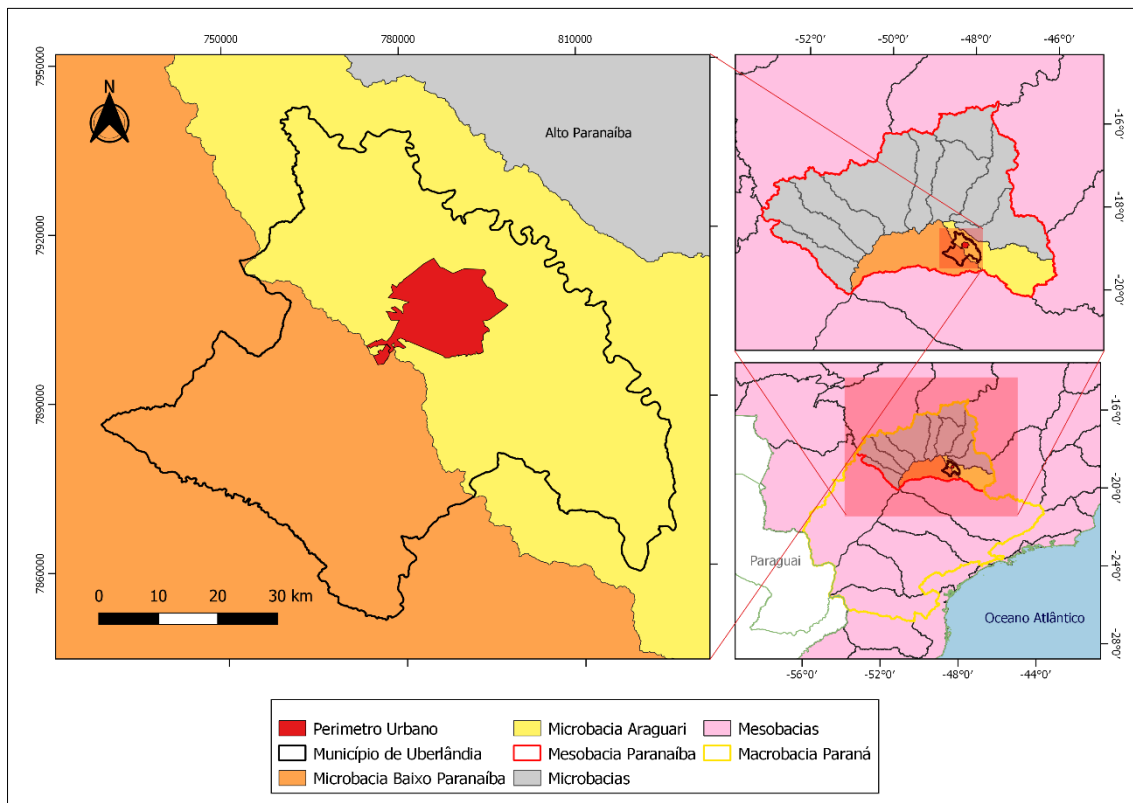 750000
780000
810000
7950000
7920000
7890000
7860000
N
Alto Paranaíba
0
10
20
30 km
-52°0'
-50°0'
-48°0'
-46°0'
-16°0'
-18°0'
-20°0'
-16°0'
-20°0'
-24°0'
-28°0'
Paraguai
Oceano Atlântico
-56°0'
-52°0'
-48°0'
-44°0'
Perimetro Urbano
Município de Uberlândia
Microbacia Baixo Paranaíba
Microbacia Araguari
Mesobacia Paranaíba
Microbacias
Mesobacias
Macrobacia Paraná